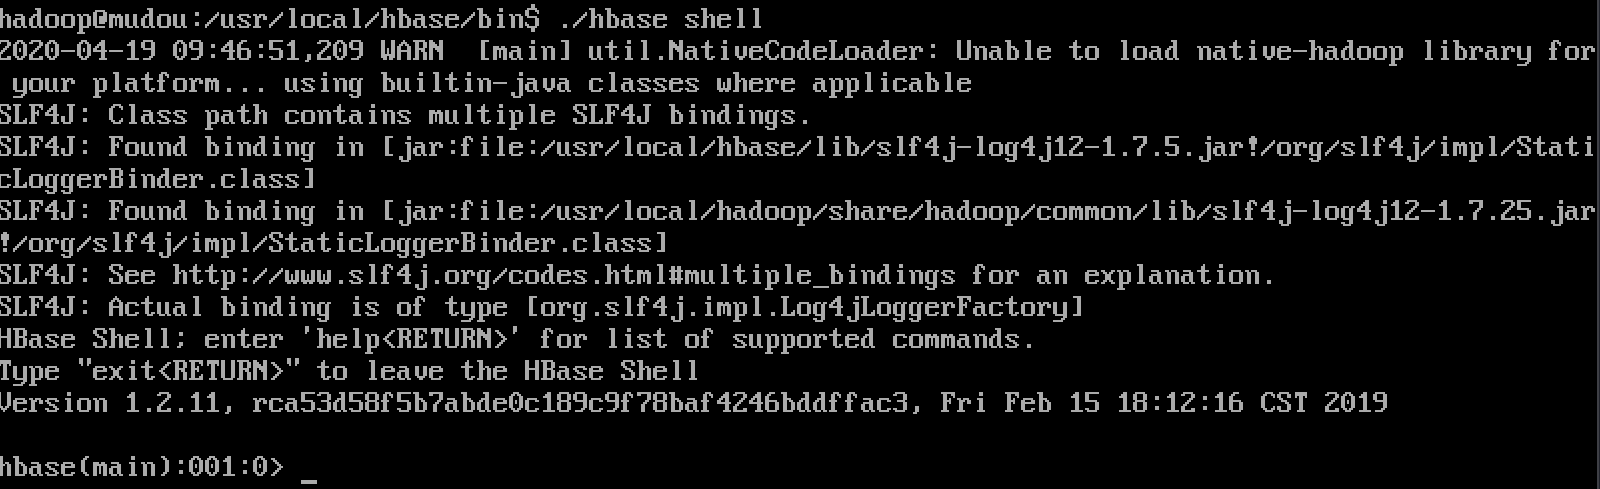 hadoop@mudou:/usr/local/hbase/bin$ ./hbase shell
2020-04-19 09:46:51,209 WARN  [main] util.NativeCodeLoader: Unable to load native-hadoop library for
 your platform... using builtin-java classes where applicable
SLF4J: Class path contains multiple SLF4J bindings.
SLF4J: Found binding in [jar:file:/usr/local/hbase/lib/slf4j-log4j12-1.7.5.jar!/org/slf4j/impl/Stati
cLoggerBinder.class]
SLF4J: Found binding in [jar:file:/usr/local/hadoop/share/hadoop/common/lib/slf4j-log4j12-1.7.25.jar
!/org/slf4j/impl/StaticLoggerBinder.class]
SLF4J: See http://www.slf4j.org/codes.html#multiple_bindings for an explanation.
SLF4J: Actual binding is of type [org.slf4j.impl.Log4jLoggerFactory]
HBase Shell; enter 'help<RETURN>' for list of supported commands.
Type "exit<RETURN>" to leave the HBase Shell
Version 1.2.11, rca53d58f5b7abde0c189c9f78baf4246bddffac3, Fri Feb 15 18:12:16 CST 2019

hbase(main):001:0> _